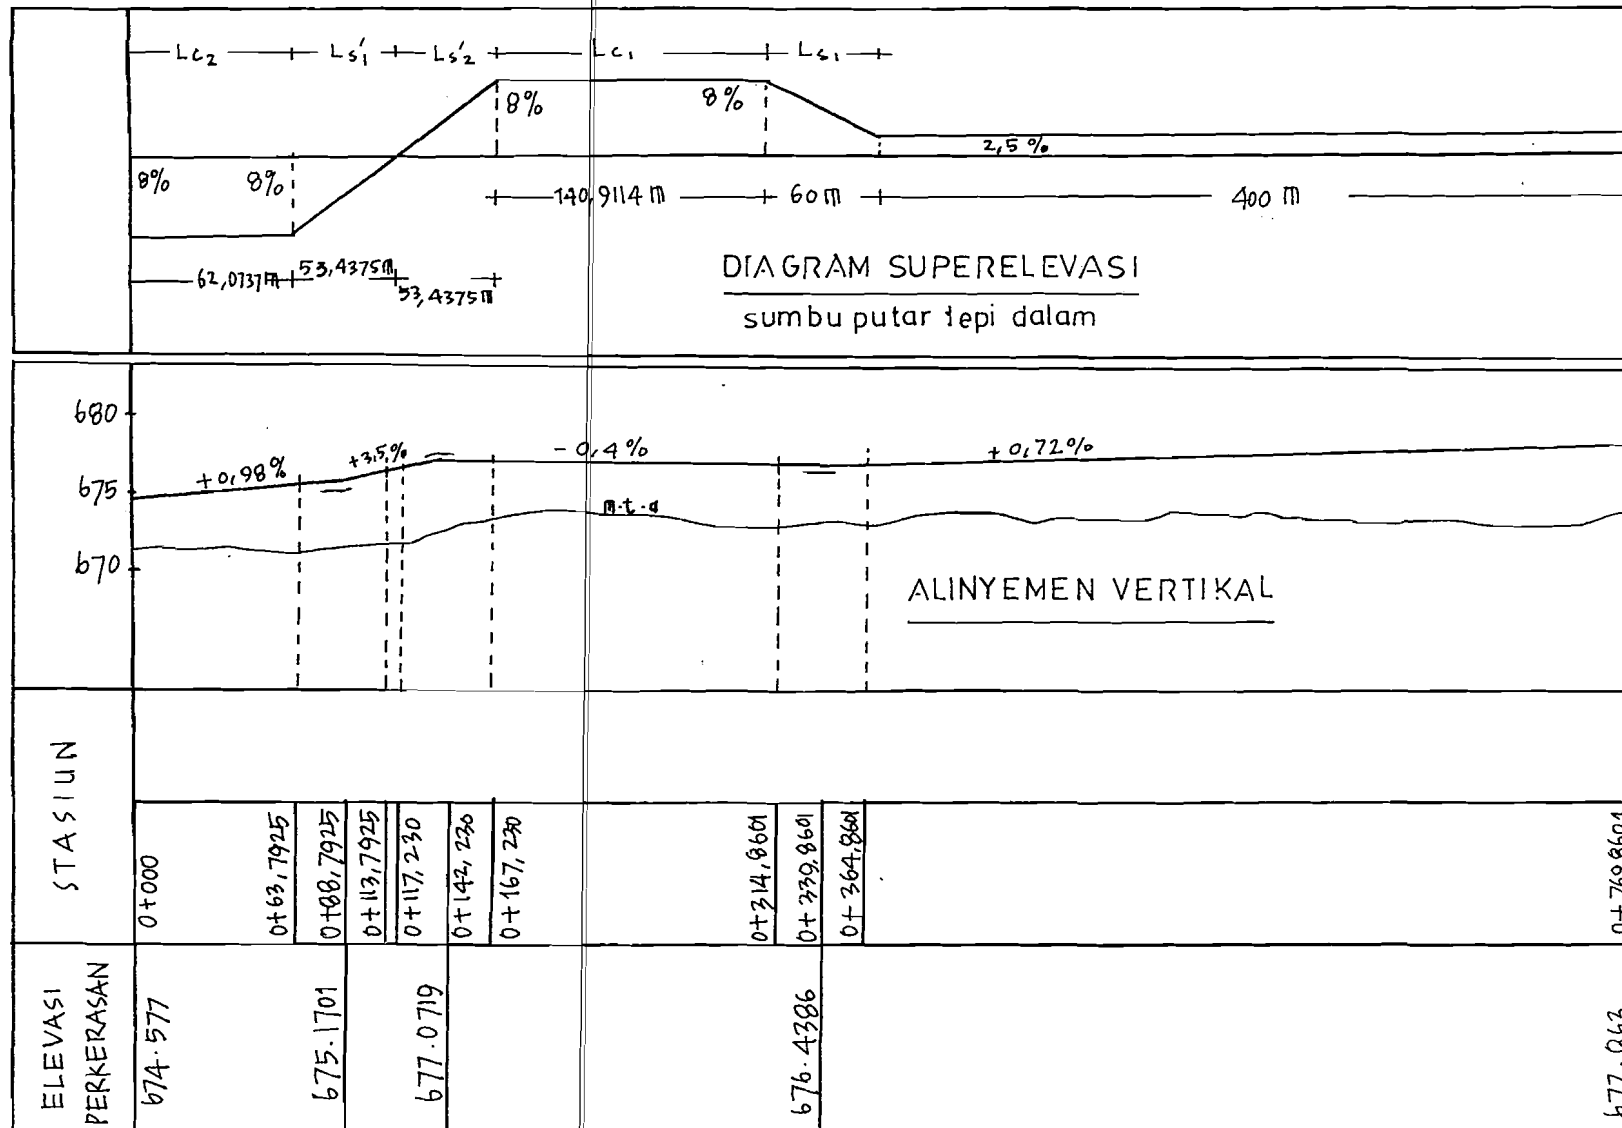 Lc₂ Ls'₁ Ls'₂ Lc₁ Ls₁
8% 8%
2,5 %
8% 8%
140,9114 m 60 m 400 m
62,0737 m 53,4375 m
53,4375 m
DIAGRAM SUPERELEVASI
sumbu putar tepi dalam
680
675
670
+0,98% +3,5% - 0,4% +0,72%
m.t.a
ALINYEMEN VERTIKAL
STASIUN
0+000
0+63,7925
0+88,7925
0+113,7925
0+117,230
0+142,230
0+167,230
0+314,8601
0+339,8601
0+364,8601
ELEVASI
PERKERASAN
674.577
675.1701
677.0719
676.4386